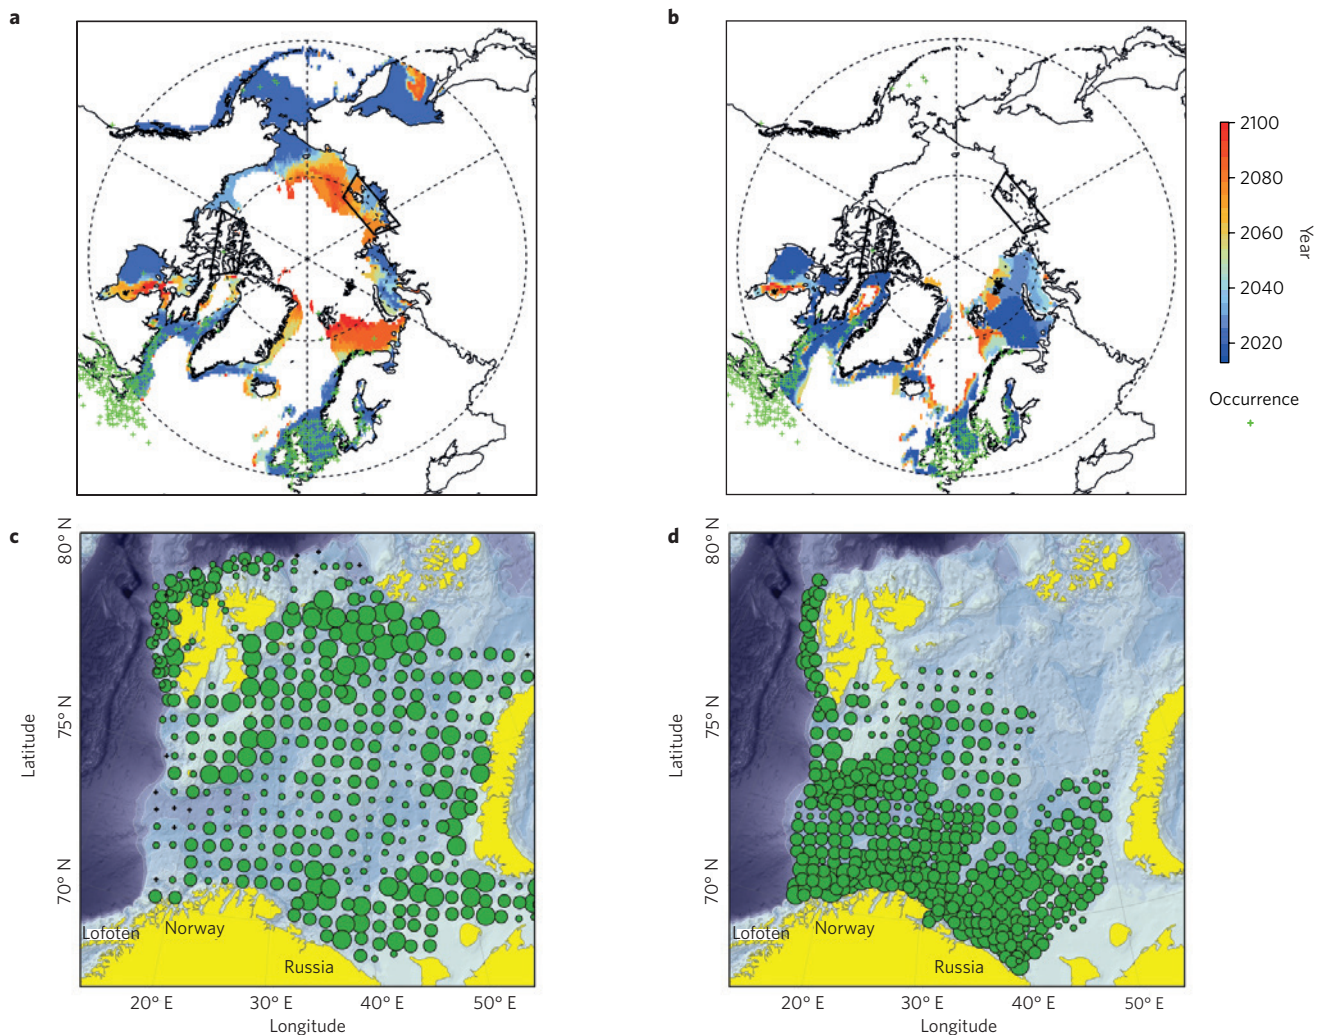 a
b
2100
2080
2060
2040
2020
Year
Occurrence
c
d
80° N
75° N
70° N
Latitude
Lofoten
Norway
Russia
20° E
30° E
40° E
50° E
Longitude
80° N
75° N
70° N
Latitude
Lofoten
Norway
Russia
20° E
30° E
40° E
50° E
Longitude